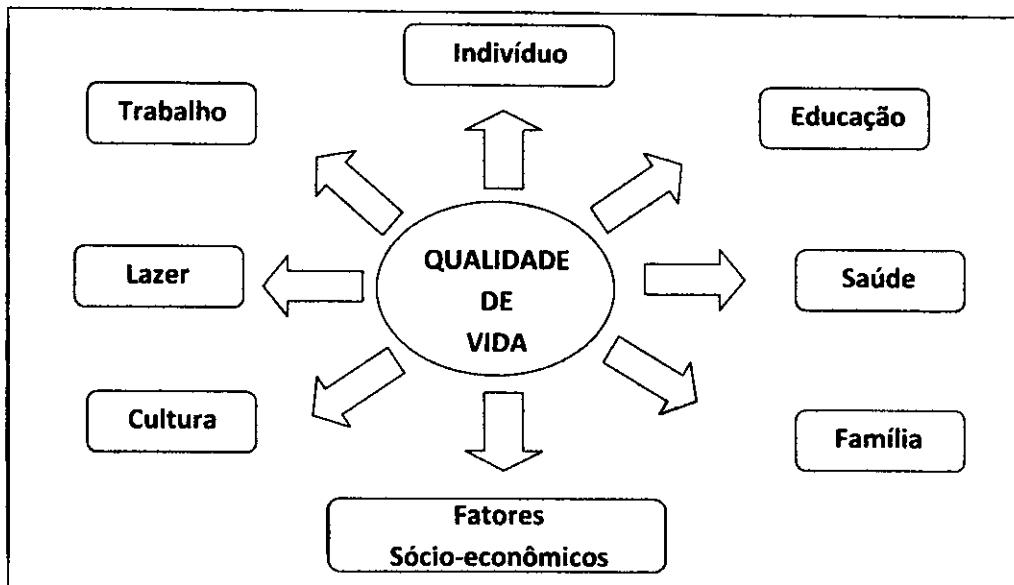 Indivíduo
Trabalho
Educação
Lazer
QUALIDADE
DE
VIDA
Saúde
Cultura
Família
Fatores
Sócio-econômicos